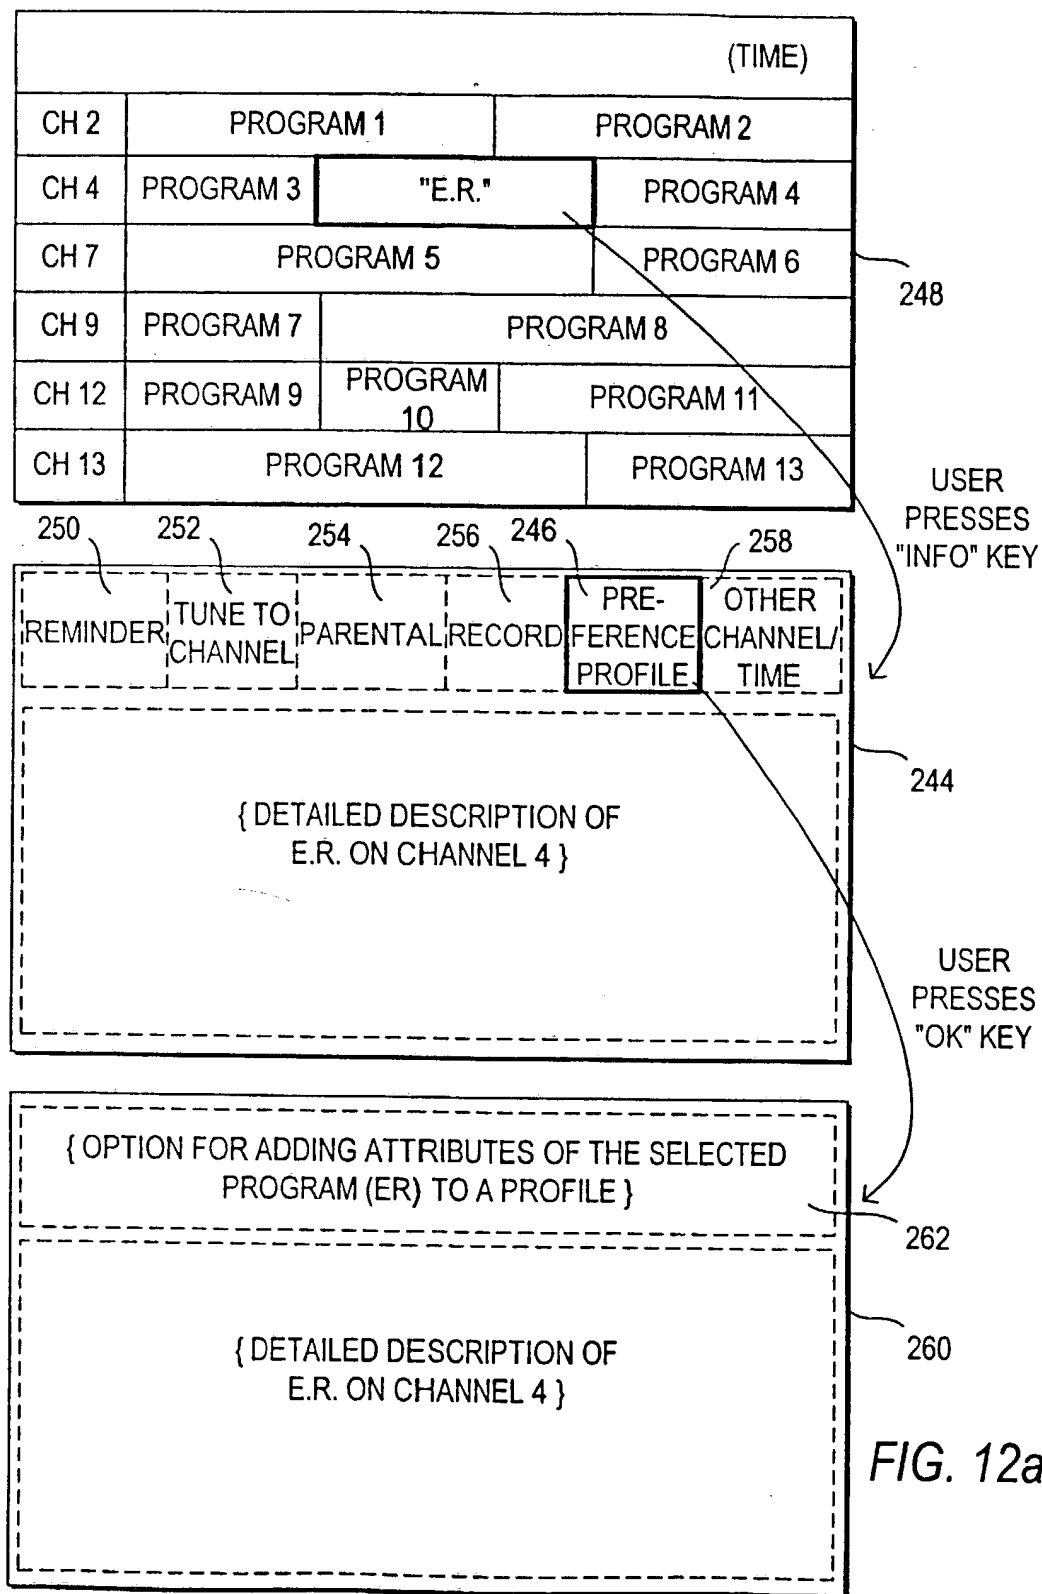 (TIME)
CH 2 PROGRAM 1 PROGRAM 2
CH 4 PROGRAM 3 "E.R." PROGRAM 4
CH 7 PROGRAM 5 PROGRAM 6
248
CH 9 PROGRAM 7 PROGRAM 8
CH 12 PROGRAM 9 PROGRAM
10 PROGRAM 11
CH 13 PROGRAM 12 PROGRAM 13
USER
PRESSES
"INFO" KEY
250 252 254 256 246 258
REMINDER
TUNE TO
CHANNEL
PARENTAL
RECORD
PRE-
FERENCE
PROFILE
OTHER
CHANNEL/
TIME
244
{ DETAILED DESCRIPTION OF
E.R. ON CHANNEL 4 }
USER
PRESSES
"OK" KEY
{ OPTION FOR ADDING ATTRIBUTES OF THE SELECTED
PROGRAM (ER) TO A PROFILE }
262
260
{ DETAILED DESCRIPTION OF
E.R. ON CHANNEL 4 }
FIG. 12a